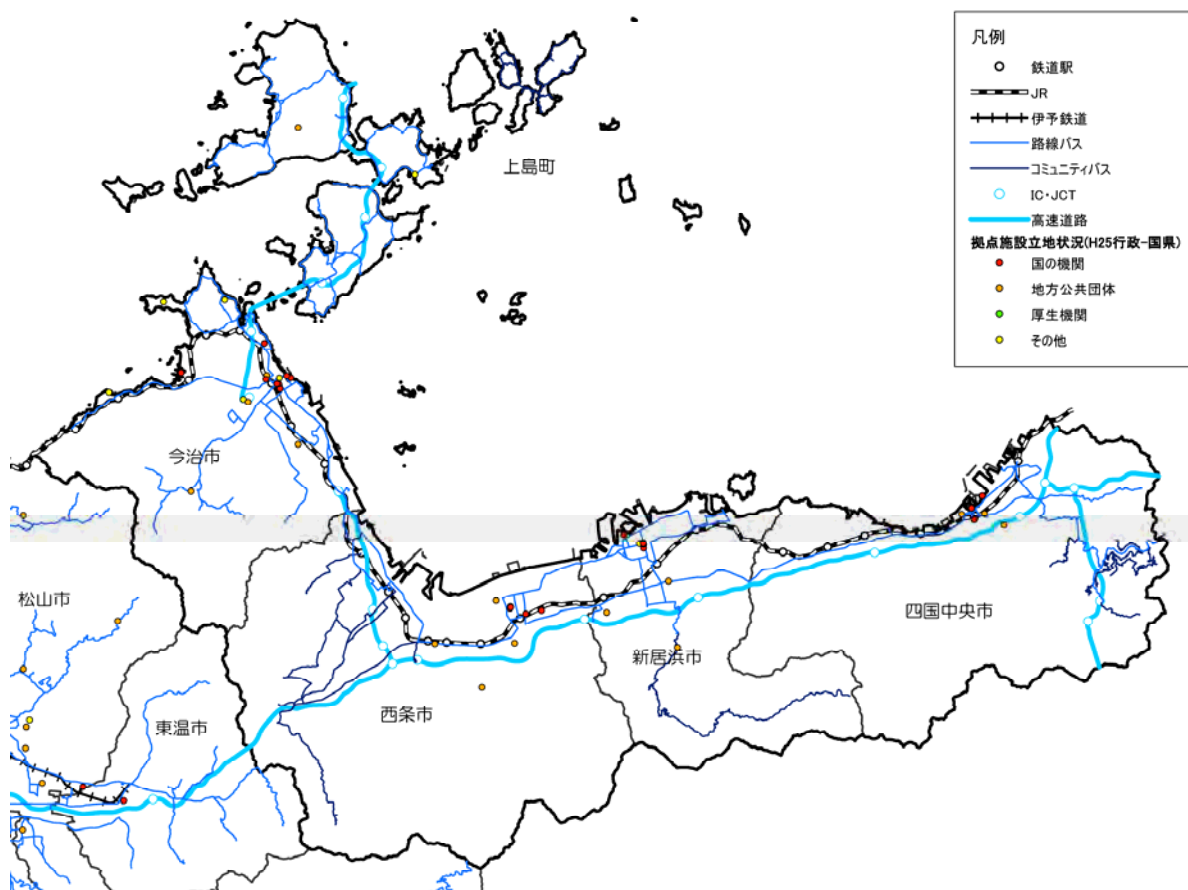 凡例
鉄道駅
JR
伊予鉄道
路線バス
コミュニティバス
IC・JCT
高速道路
拠点施設立地状況(H25行政-国県)
国の機関
地方公共団体
厚生機関
その他
上島町
今治市
松山市
四国中央市
新居浜市
西条市
東温市